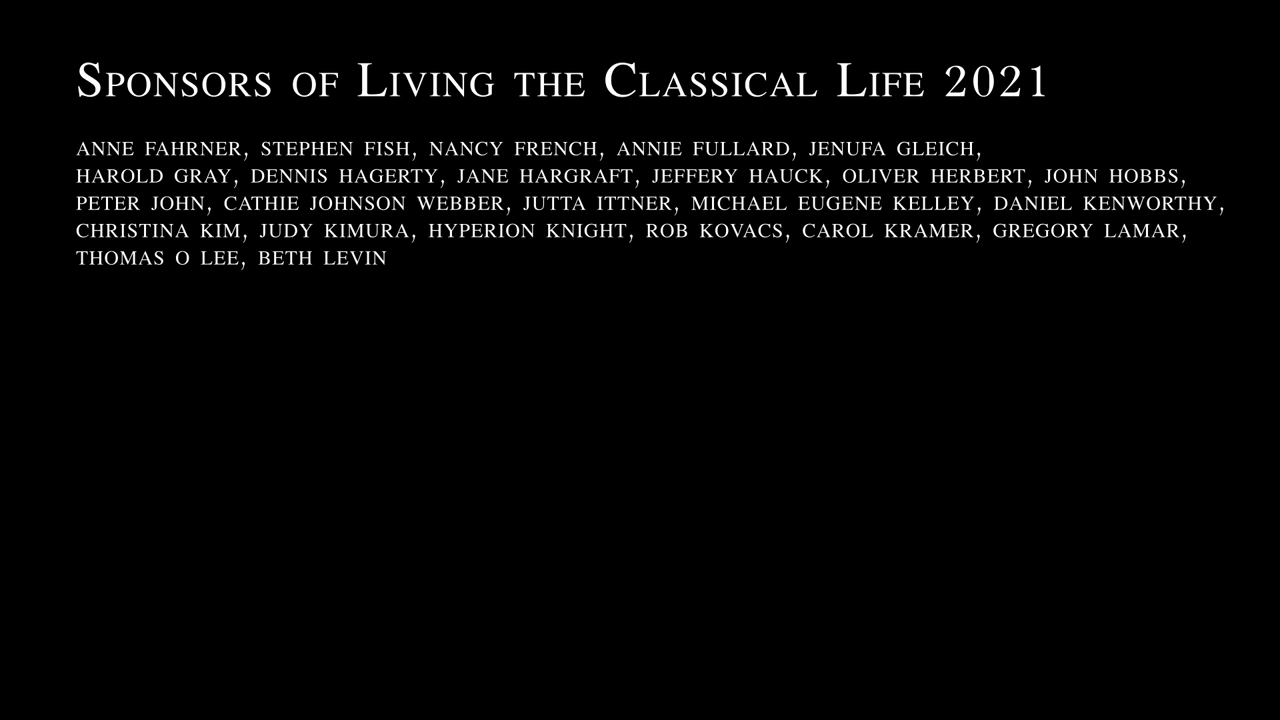 Sponsors of Living the Classical Life 2021
ANNE FAHRNER, STEPHEN FISH, NANCY FRENCH, ANNIE FULLARD, JENUFA GLEICH,
HAROLD GRAY, DENNIS HAGERTY, JANE HARGRAFT, JEFFERY HAUCK, OLIVER HERBERT, JOHN HOBBS,
PETER JOHN, CATHIE JOHNSON WEBBER, JUTTA ITTNER, MICHAEL EUGENE KELLEY, DANIEL KENWORTHY,
CHRISTINA KIM, JUDY KIMURA, HYPERION KNIGHT, ROB KOVACS, CAROL KRAMER, GREGORY LAMAR,
THOMAS O LEE, BETH LEVIN